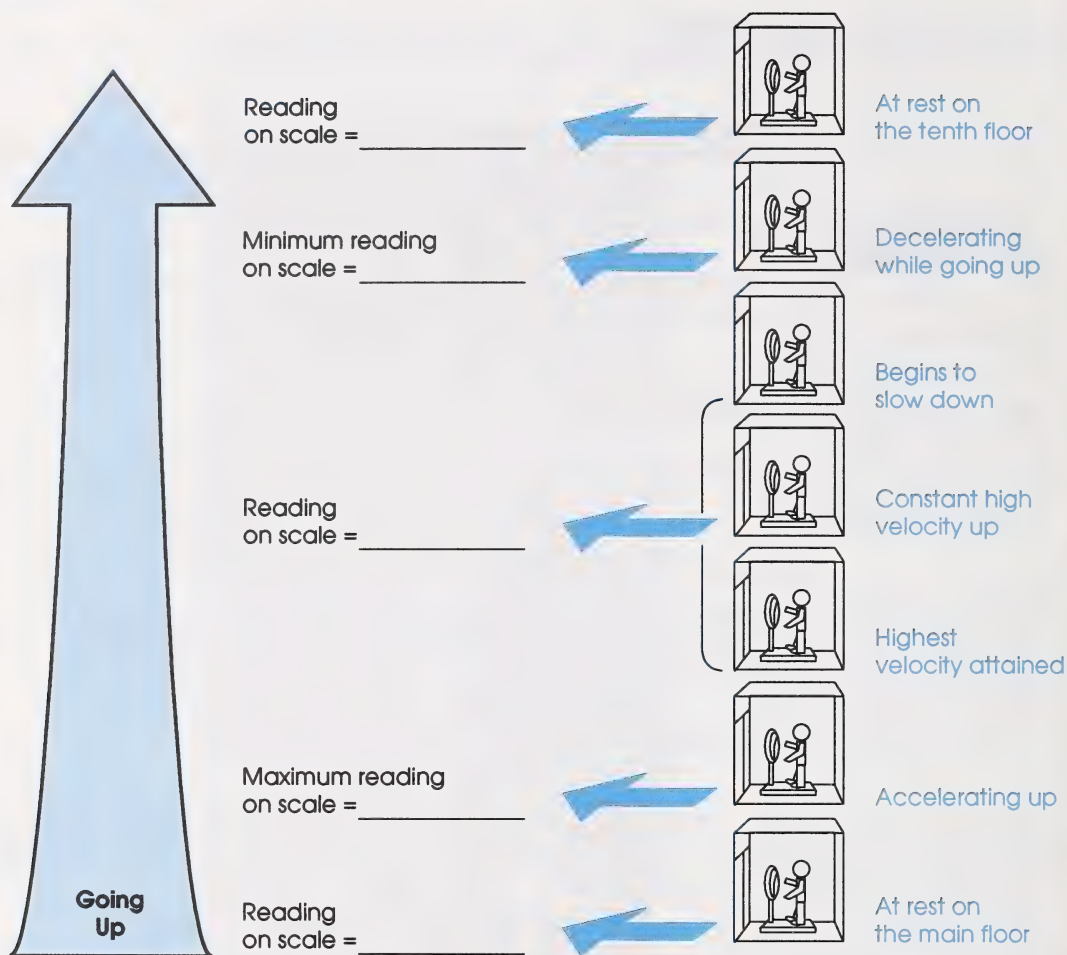 Reading
on scale =
At rest on
the tenth floor
Minimum reading
on scale =
Decelerating
while going up
Begins to
slow down
Reading
on scale =
Constant high
velocity up
Highest
velocity attained
Maximum reading
on scale =
Accelerating up
Going
Up
Reading
on scale =
At rest on
the main floor